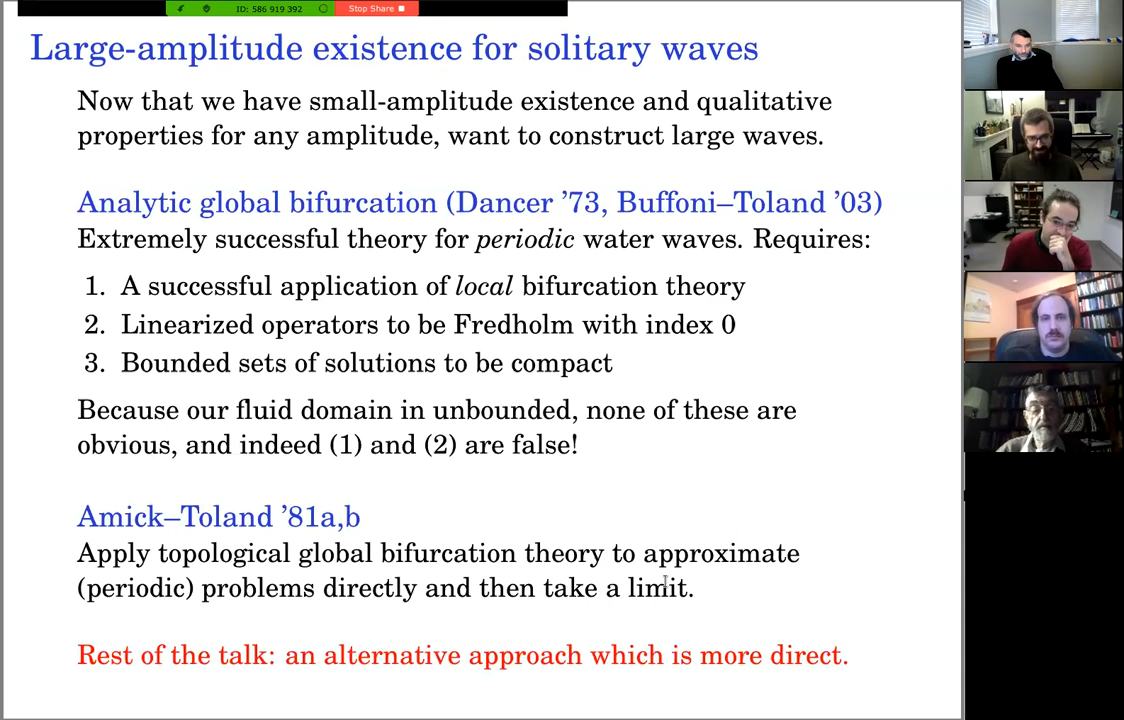 ID: 586 919 392
Stop Share
Large-amplitude existence for solitary waves
Now that we have small-amplitude existence and qualitative
properties for any amplitude, want to construct large waves.
Analytic global bifurcation (Dancer ’73, Buffoni–Toland ’03)
Extremely successful theory for periodic water waves. Requires:
1. A successful application of local bifurcation theory
2. Linearized operators to be Fredholm with index 0
3. Bounded sets of solutions to be compact
Because our fluid domain in unbounded, none of these are
obvious, and indeed (1) and (2) are false!
Amick–Toland ’81a,b
Apply topological global bifurcation theory to approximate
(periodic) problems directly and then take a limit.
Rest of the talk: an alternative approach which is more direct.